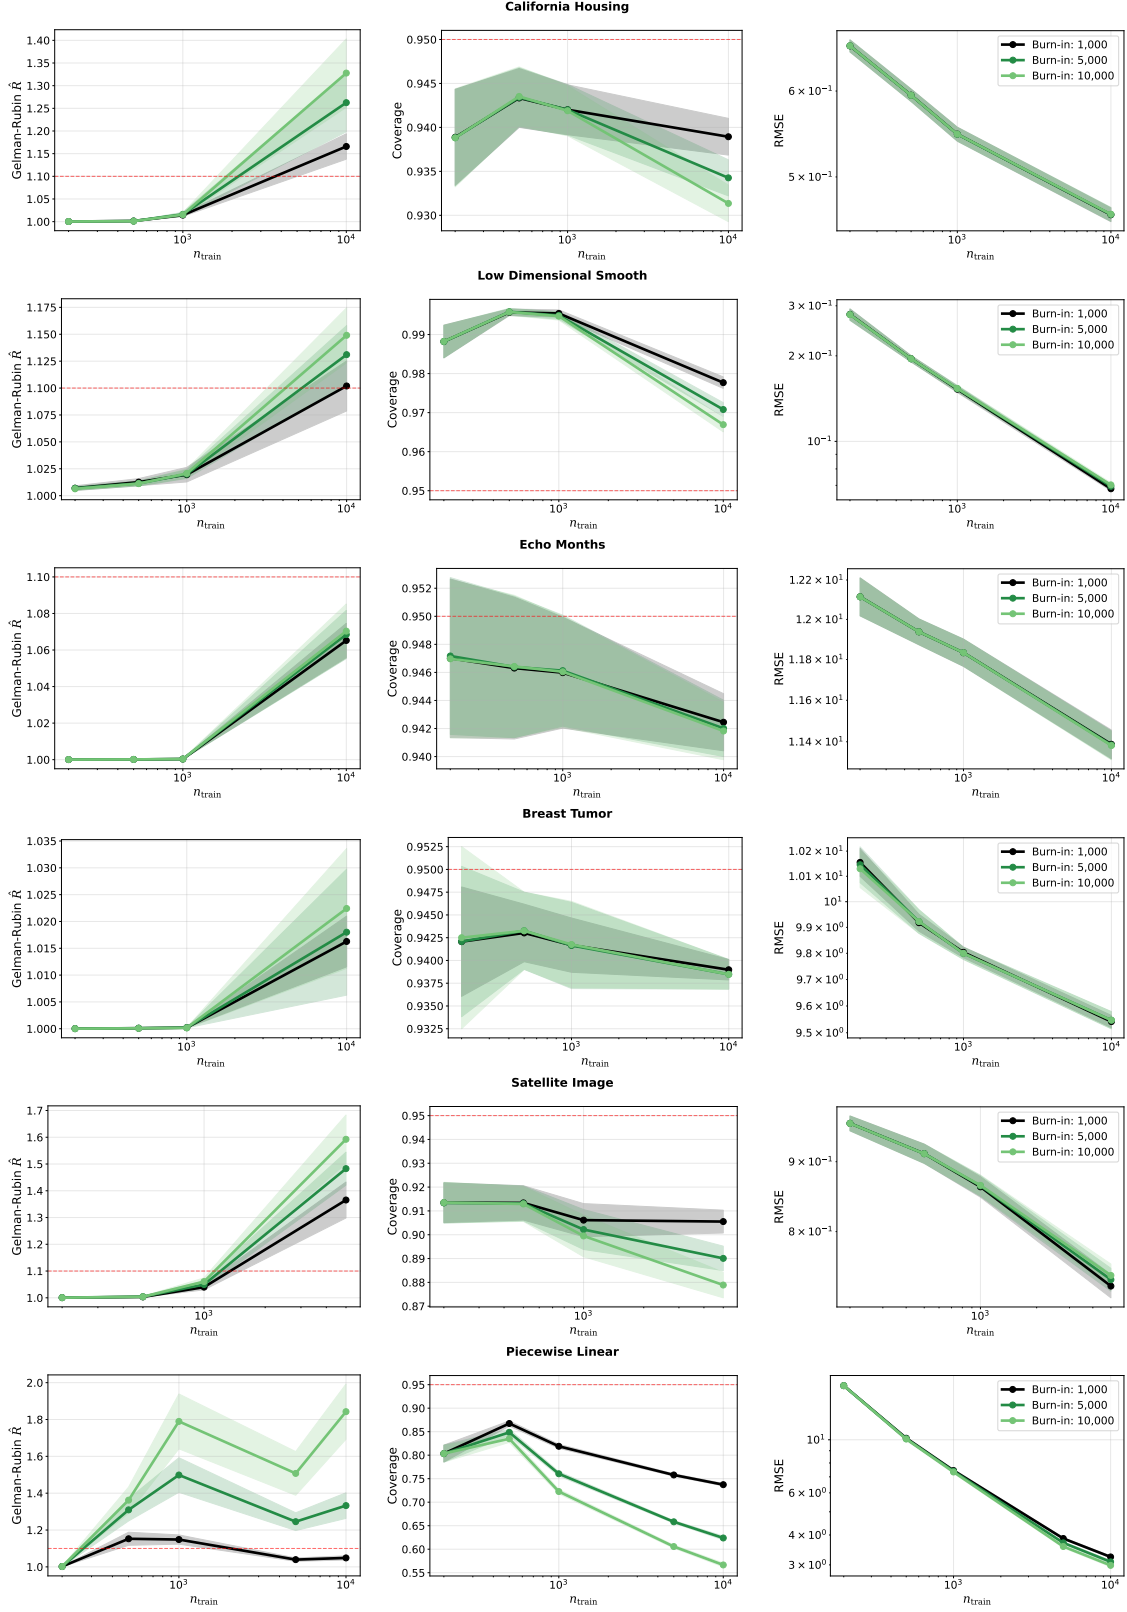 California Housing
Gelman-Rubin R̂
1.40
1.35
1.30
1.25
1.20
1.15
1.10
1.05
1.00
10³
10⁴
n_train
Coverage
0.950
0.945
0.940
0.935
0.930
10³
10⁴
n_train
RMSE
6 × 10⁻¹
5 × 10⁻¹
10³
10⁴
n_train
Burn-in: 1,000
Burn-in: 5,000
Burn-in: 10,000
Low Dimensional Smooth
Gelman-Rubin R̂
1.175
1.150
1.125
1.100
1.075
1.050
1.025
1.000
10³
10⁴
n_train
Coverage
0.99
0.98
0.97
0.96
0.95
10³
10⁴
n_train
RMSE
3 × 10⁻¹
2 × 10⁻¹
10⁻¹
10³
10⁴
n_train
Burn-in: 1,000
Burn-in: 5,000
Burn-in: 10,000
Echo Months
Gelman-Rubin R̂
1.10
1.08
1.06
1.04
1.02
1.00
10³
10⁴
n_train
Coverage
0.952
0.950
0.948
0.946
0.944
0.942
0.940
10³
10⁴
n_train
RMSE
1.22 × 10¹
1.2 × 10¹
1.18 × 10¹
1.16 × 10¹
1.14 × 10¹
10³
10⁴
n_train
Burn-in: 1,000
Burn-in: 5,000
Burn-in: 10,000
Breast Tumor
Gelman-Rubin R̂
1.035
1.030
1.025
1.020
1.015
1.010
1.005
1.000
10³
10⁴
n_train
Coverage
0.9525
0.9500
0.9475
0.9450
0.9425
0.9400
0.9375
0.9350
0.9325
10³
10⁴
n_train
RMSE
1.02 × 10¹
1.01 × 10¹
10¹
9.9 × 10⁰
9.8 × 10⁰
9.7 × 10⁰
9.6 × 10⁰
9.5 × 10⁰
10³
10⁴
n_train
Burn-in: 1,000
Burn-in: 5,000
Burn-in: 10,000
Satellite Image
Gelman-Rubin R̂
1.7
1.6
1.5
1.4
1.3
1.2
1.1
1.0
10³
n_train
Coverage
0.95
0.94
0.93
0.92
0.91
0.90
0.89
0.88
0.87
10³
n_train
RMSE
9 × 10⁻¹
8 × 10⁻¹
10³
n_train
Burn-in: 1,000
Burn-in: 5,000
Burn-in: 10,000
Piecewise Linear
Gelman-Rubin R̂
2.0
1.8
1.6
1.4
1.2
1.0
10³
10⁴
n_train
Coverage
0.95
0.90
0.85
0.80
0.75
0.70
0.65
0.60
0.55
10³
10⁴
n_train
RMSE
10¹
6 × 10⁰
4 × 10⁰
3 × 10⁰
10³
10⁴
n_train
Burn-in: 1,000
Burn-in: 5,000
Burn-in: 10,000